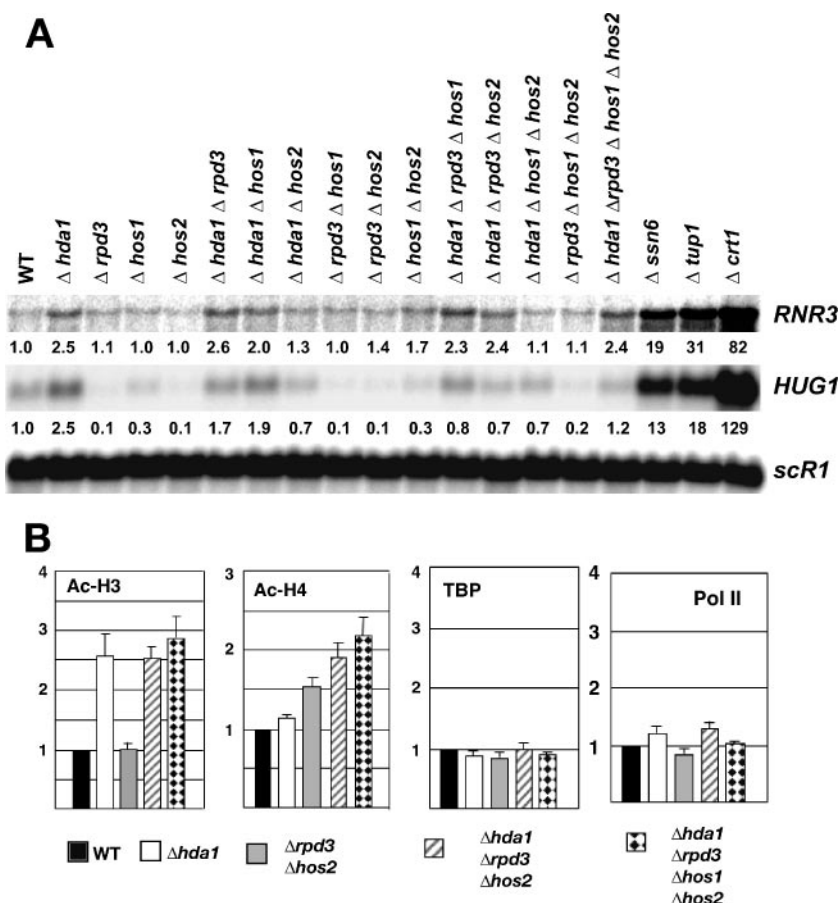 A
WT
Δ hda1
Δ rpd3
Δ hos1
Δ hos2
Δ hda1 Δ rpd3
Δ hda1 Δ hos1
Δ hda1 Δ hos2
Δ rpd3 Δ hos1
Δ rpd3 Δ hos2
Δ hos1 Δ hos2
Δ hda1 Δ rpd3 Δ hos1
Δ hda1 Δ rpd3 Δ hos2
Δ hda1 Δ hos1 Δ hos2
Δ rpd3 Δ hos1 Δ hos2
Δ hda1 Δrpd3 Δ hos1 Δ hos2
Δ ssn6
Δ tup1
Δ crt1
RNR3
1.0 2.5 1.1 1.0 1.0 2.6 2.0 1.3 1.0 1.4 1.7 2.3 2.4 1.1 1.1 2.4 19 31 82
HUG1
1.0 2.5 0.1 0.3 0.1 1.7 1.9 0.7 0.1 0.1 0.3 0.8 0.7 0.7 0.2 1.2 13 18 129
scR1
B
Ac-H3
4
3
2
1
Ac-H4
3
2
1
TBP
4
3
2
1
Pol II
4
3
2
1
WT
Δhda1
Δrpd3
Δhos2
Δhda1
Δrpd3
Δhos2
Δhda1
Δrpd3
Δhos1
Δhos2